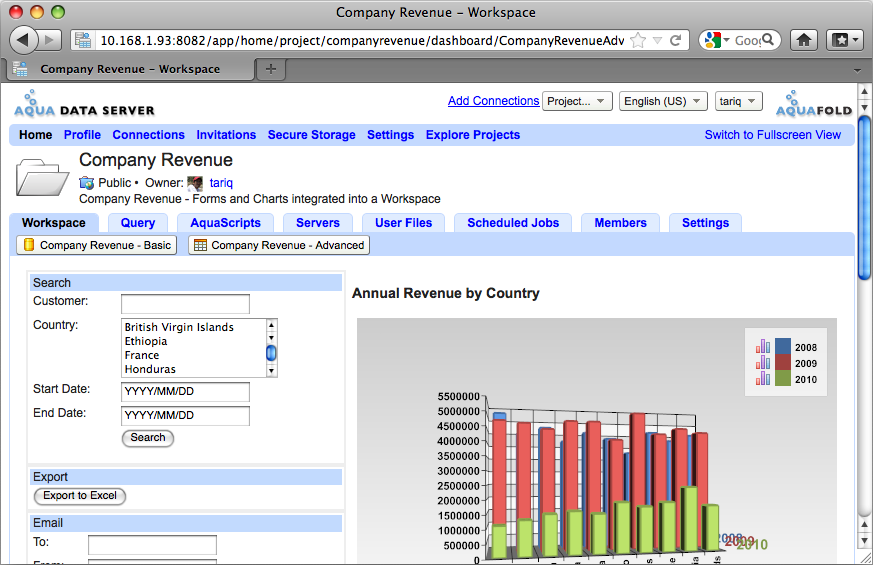 Company Revenue – Workspace
10.168.1.93:8082/app/home/project/companyrevenue/dashboard/CompanyRevenueAdv
Goog
Company Revenue – Workspace
AQUA DATA SERVER
Add Connections
Project...
English (US)
tariq
AQUAFOLD
Home Profile Connections Invitations Secure Storage Settings Explore Projects Switch to Fullscreen View
Company Revenue
Public • Owner: tariq
Company Revenue - Forms and Charts integrated into a Workspace
Workspace Query AquaScripts Servers User Files Scheduled Jobs Members Settings
Company Revenue - Basic Company Revenue - Advanced
Search
Customer:
Country:
British Virgin Islands
Ethiopia
France
Honduras
Start Date: YYYY/MM/DD
End Date: YYYY/MM/DD
Search
Export
Export to Excel
Email
To:
Annual Revenue by Country
2008
2009
2010
5500000
5000000
4500000
4000000
3500000
3000000
2500000
2000000
1500000
1000000
500000
0
2008
2009
2010